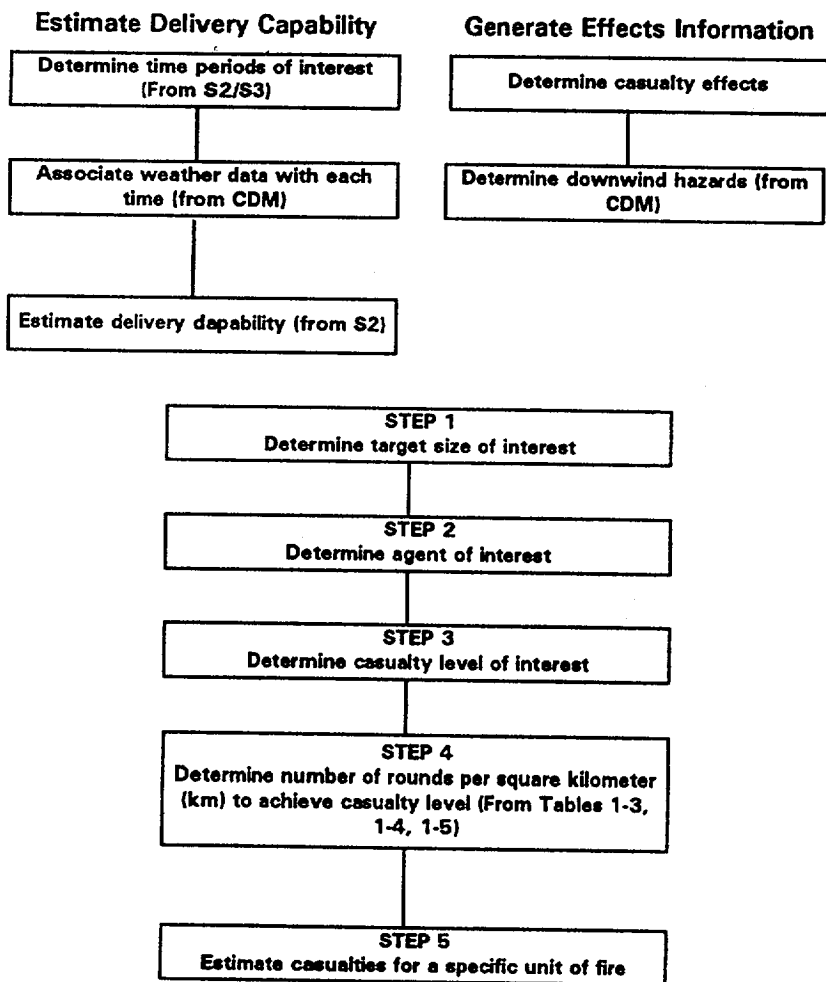 Estimate Delivery Capability
Determine time periods of interest
(From S2/S3)
Associate weather data with each
time (from CDM)
Estimate delivery dapability (from S2)
Generate Effects Information
Determine casualty effects
Determine downwind hazards (from
CDM)
STEP 1
Determine target size of interest
STEP 2
Determine agent of interest
STEP 3
Determine casualty level of interest
STEP 4
Determine number of rounds per square kilometer
(km) to achieve casualty level (From Tables 1-3,
1-4, 1-5)
STEP 5
Estimate casualties for a specific unit of fire